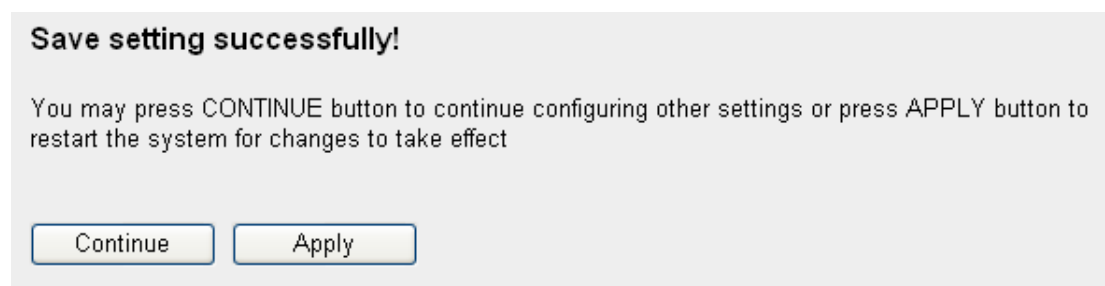 Save setting successfully!
You may press CONTINUE button to continue configuring other settings or press APPLY button to
restart the system for changes to take effect
Continue
Apply